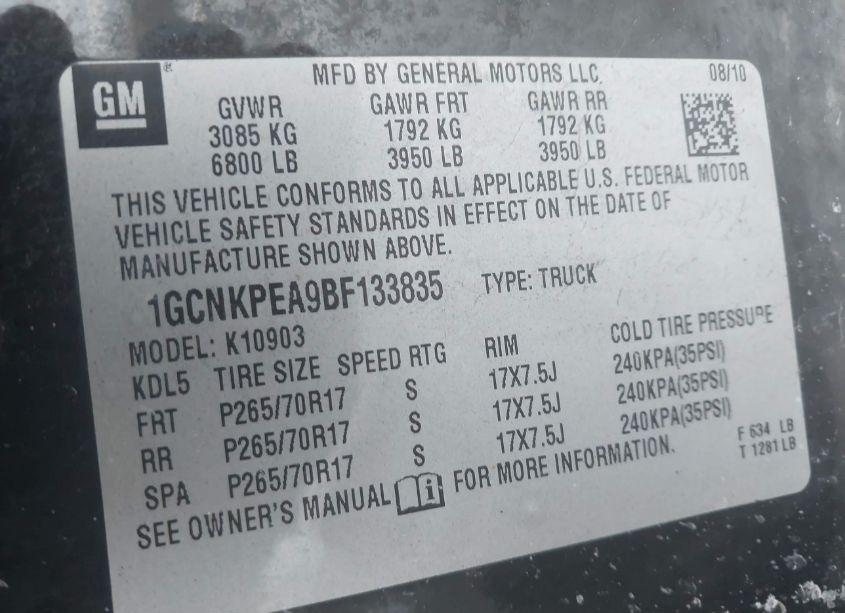 GM ® MFD BY GENERAL MOTORS LLC, 08/10
GVWR GAWR FRT GAWR RR
3085 KG 1792 KG 1792 KG
6800 LB 3950 LB 3950 LB
THIS VEHICLE CONFORMS TO ALL APPLICABLE U.S. FEDERAL MOTOR
VEHICLE SAFETY STANDARDS IN EFFECT ON THE DATE OF
MANUFACTURE SHOWN ABOVE.
1GCNKPEA9BF133835 TYPE: TRUCK
MODEL: K10903
KDL5 TIRE SIZE SPEED RTG RIM COLD TIRE PRESSURE
FRT P265/70R17 S 17X7.5J 240KPA(35PSI)
RR P265/70R17 S 17X7.5J 240KPA(35PSI)
SPA P265/70R17 S 17X7.5J 240KPA(35PSI)
SEE OWNER'S MANUAL i FOR MORE INFORMATION.
F 634 LB
T 1281 LB